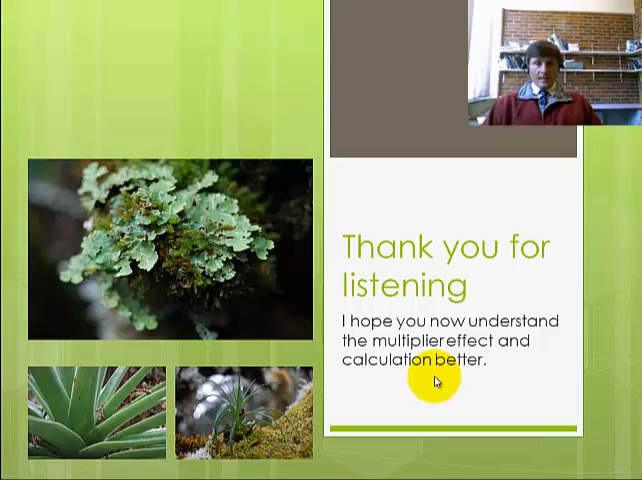 Thank you for
listening
I hope you now understand
the multiplier effect and
calculation better.